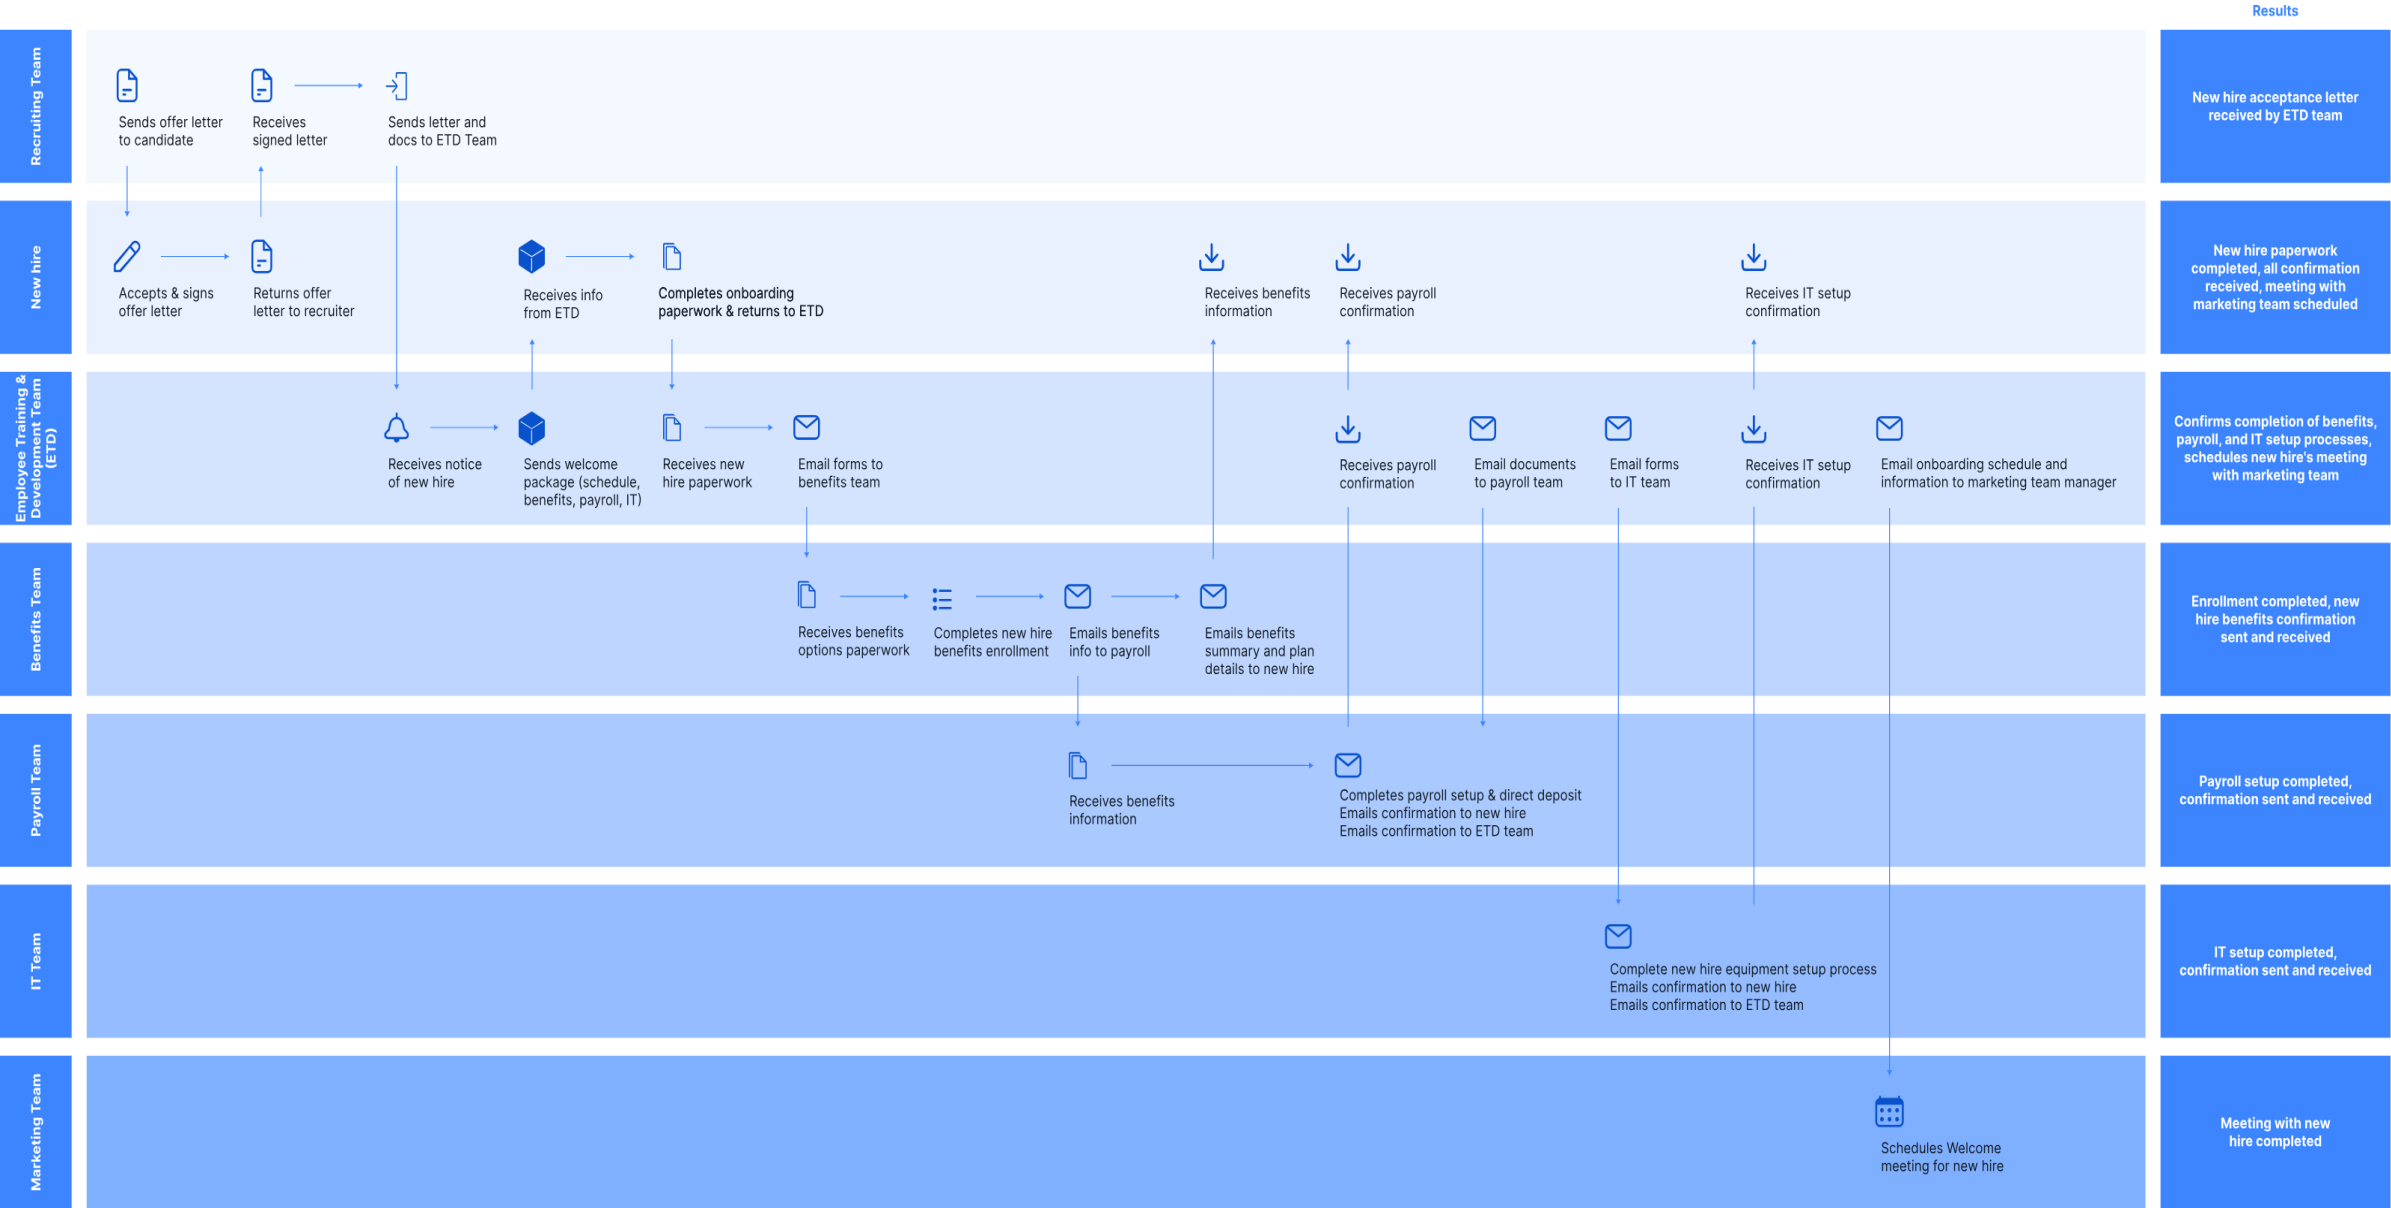 Results
Recruiting Team
Sends offer letter
to candidate
Receives
signed letter
Sends letter and
docs to ETD Team
New hire acceptance letter
received by ETD team
New hire
Accepts & signs
offer letter
Returns offer
letter to recruiter
Receives info
from ETD
Completes onboarding
paperwork & returns to ETD
Receives benefits
information
Receives payroll
confirmation
Receives IT setup
confirmation
New hire paperwork
completed, all confirmation
received, meeting with
marketing team scheduled
Employee Training &
Development Team
(ETD)
Receives notice
of new hire
Sends welcome
package (schedule,
benefits, payroll, IT)
Receives new
hire paperwork
Email forms to
benefits team
Receives payroll
confirmation
Email documents
to payroll team
Email forms
to IT team
Receives IT setup
confirmation
Email onboarding schedule and
information to marketing team manager
Confirms completion of benefits,
payroll, and IT setup processes,
schedules new hire's meeting
with marketing team
Benefits Team
Receives benefits
options paperwork
Completes new hire
benefits enrollment
Emails benefits
info to payroll
Emails benefits
summary and plan
details to new hire
Enrollment completed, new
hire benefits confirmation
sent and received
Payroll Team
Receives benefits
information
Completes payroll setup & direct deposit
Emails confirmation to new hire
Emails confirmation to ETD team
Payroll setup completed,
confirmation sent and received
IT Team
Complete new hire equipment setup process
Emails confirmation to new hire
Emails confirmation to ETD team
IT setup completed,
confirmation sent and received
Marketing Team
Schedules Welcome
meeting for new hire
Meeting with new
hire completed